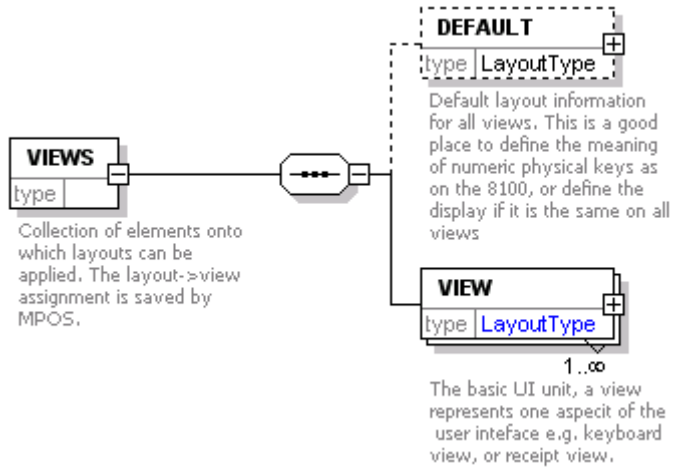 DEFAULT
type LayoutType
Default layout information
for all views. This is a good
place to define the meaning
of numeric physical keys as
on the 8100, or define the
display if it is the same on all
views
VIEWS
type
Collection of elements onto
which layouts can be
applied. The layout->view
assignment is saved by
MPOS.
VIEW
type LayoutType
1..∞
The basic UI unit, a view
represents one aspecit of the
user inteface e.g. keyboard
view, or receipt view.